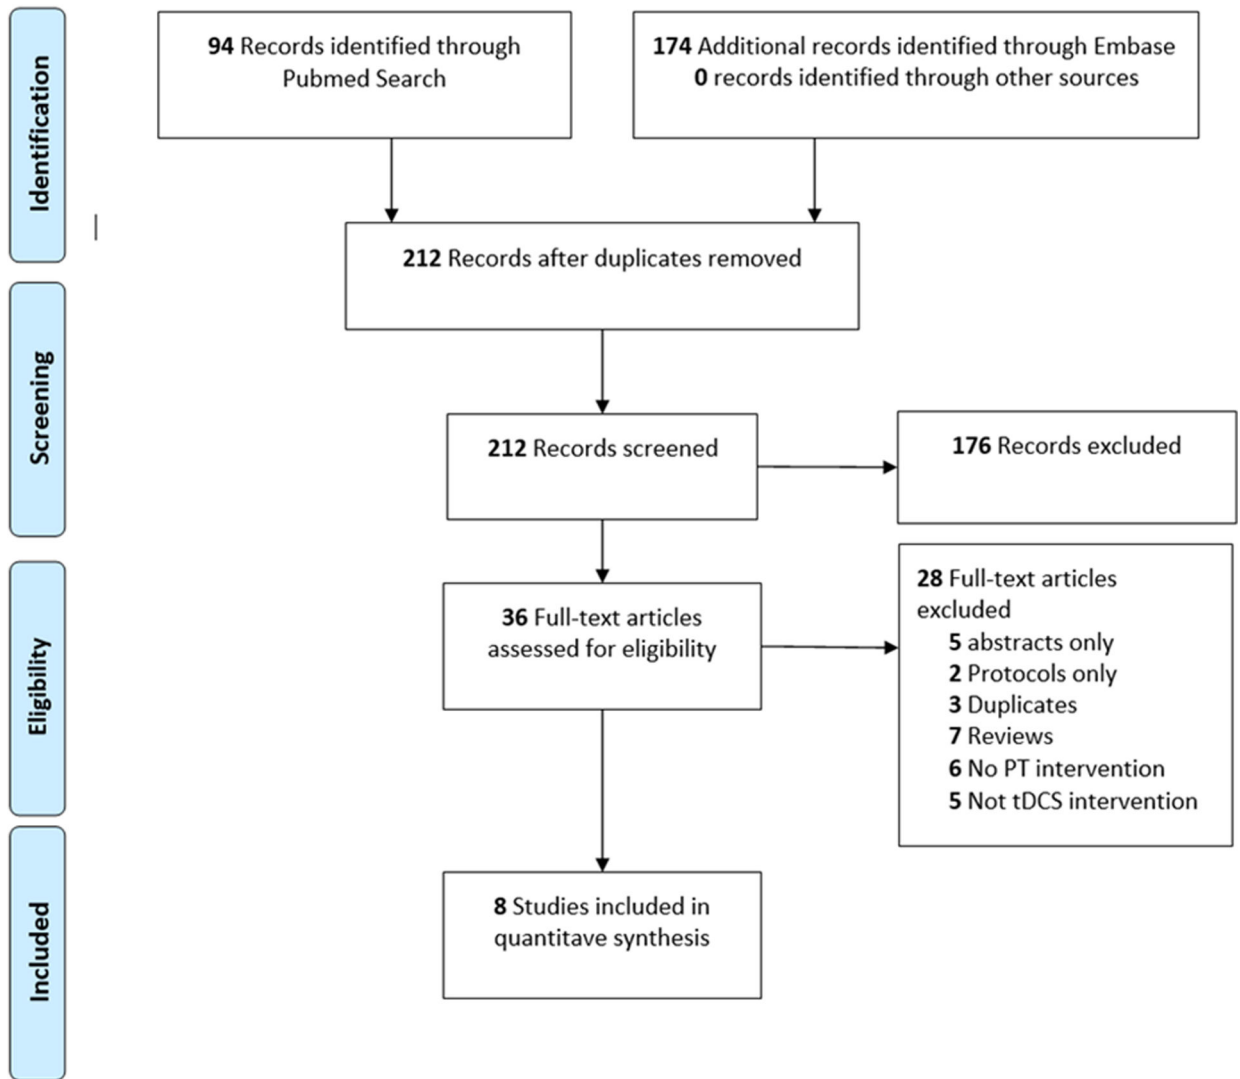 Identification
94 Records identified through
Pubmed Search
174 Additional records identified through Embase
0 records identified through other sources
212 Records after duplicates removed
Screening
212 Records screened
176 Records excluded
Eligibility
36 Full-text articles
assessed for eligibility
28 Full-text articles
excluded
5 abstracts only
2 Protocols only
3 Duplicates
7 Reviews
6 No PT intervention
5 Not tDCS intervention
Included
8 Studies included in
quantitave synthesis